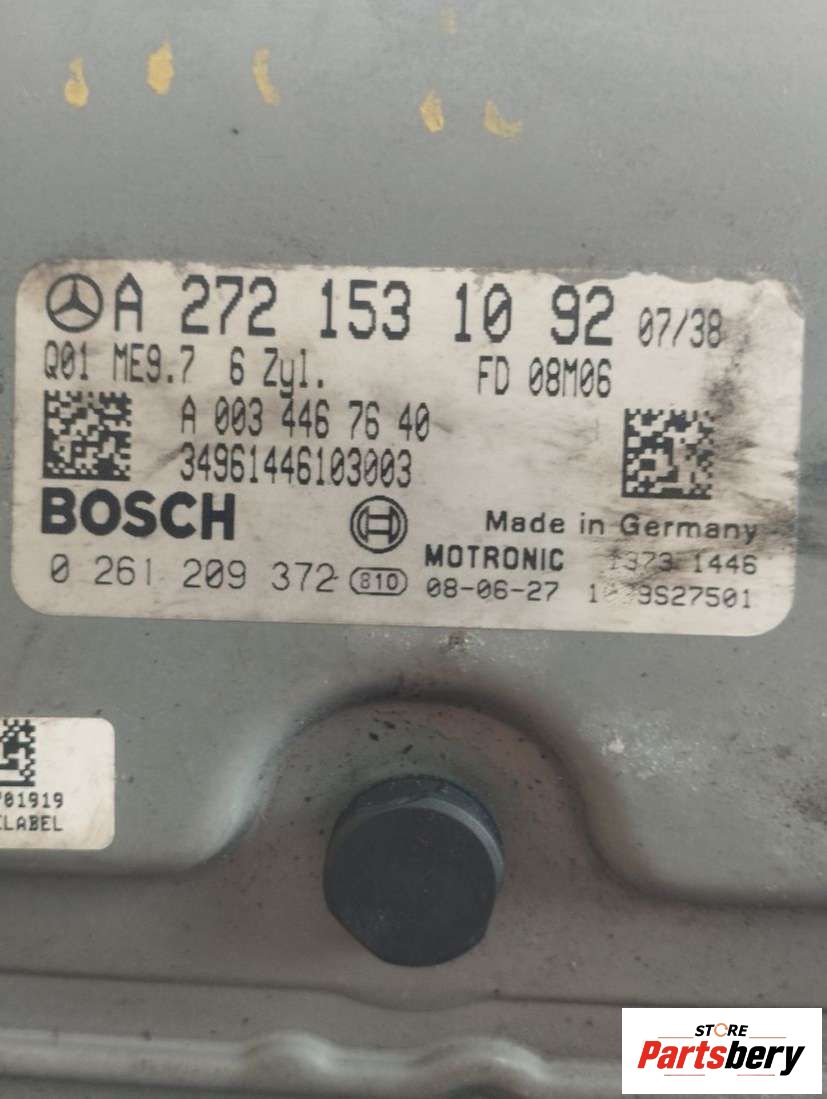 A 272 153 10 92 07/38
Q01 ME9.7 6 Zyl. FD 08M06
A 003 446 76 40
34961446103003
BOSCH Made in Germany
0 261 209 372 810 MOTRONIC 1446
08-06-27
01919
LABEL
STORE
Partsbery